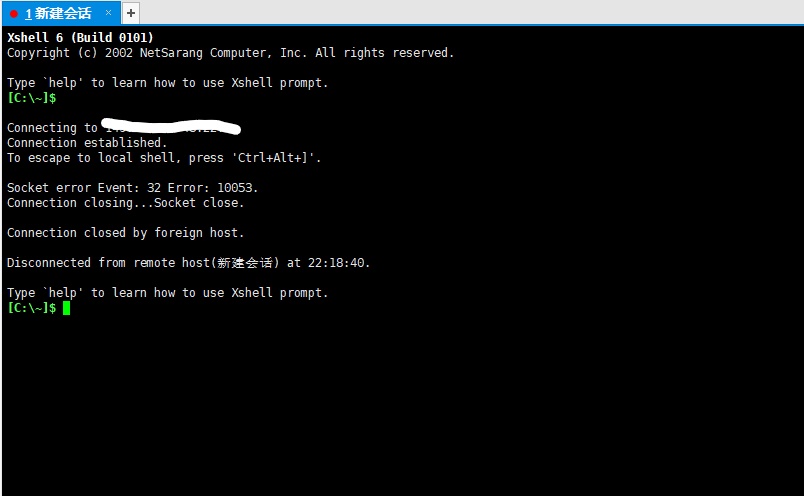 1 新建会话 × +
Xshell 6 (Build 0101)
Copyright (c) 2002 NetSarang Computer, Inc. All rights reserved.
Type `help' to learn how to use Xshell prompt.
[C:\~]$
Connecting to
Connection established.
To escape to local shell, press 'Ctrl+Alt+]'.
Socket error Event: 32 Error: 10053.
Connection closing...Socket close.
Connection closed by foreign host.
Disconnected from remote host(新建会话) at 22:18:40.
Type `help' to learn how to use Xshell prompt.
[C:\~]$